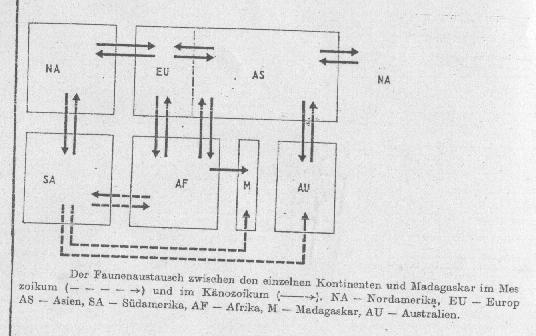 NA
EU
AS
NA
SA
AF
M
AU
Der Faunenaustausch zwischen den einzelnen Kontinenten und Madagaskar im Mes
zoikum (— — — — →) und im Känozoikum (——→). NA — Nordamerika, EU — Europ
AS — Asien, SA — Südamerika, AF — Afrika, M — Madagaskar, AU — Australien.